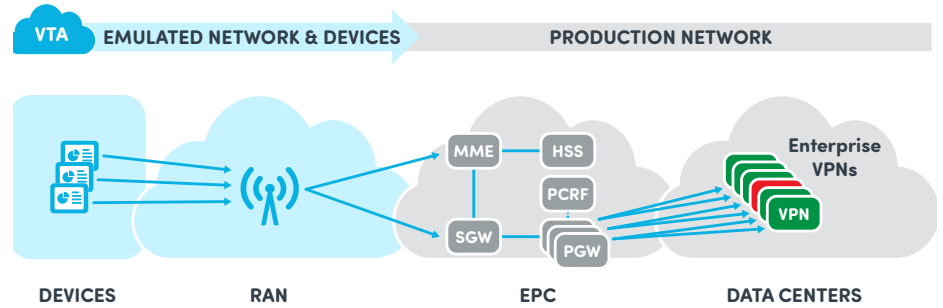 VTA
EMULATED NETWORK & DEVICES
PRODUCTION NETWORK
MME
HSS
Enterprise
VPNs
PCRF
VPN
SGW
PGW
DEVICES
RAN
EPC
DATA CENTERS